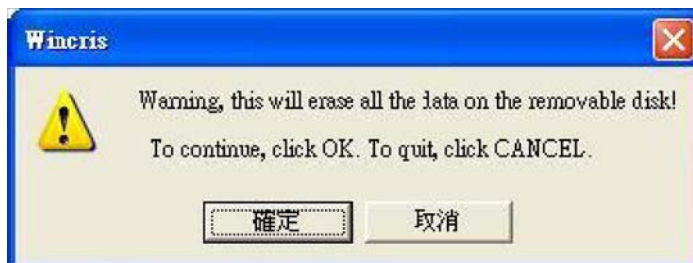 Wincris
Warning, this will erase all the data on the removable disk!
To continue, click OK. To quit, click CANCEL.
確定 取消